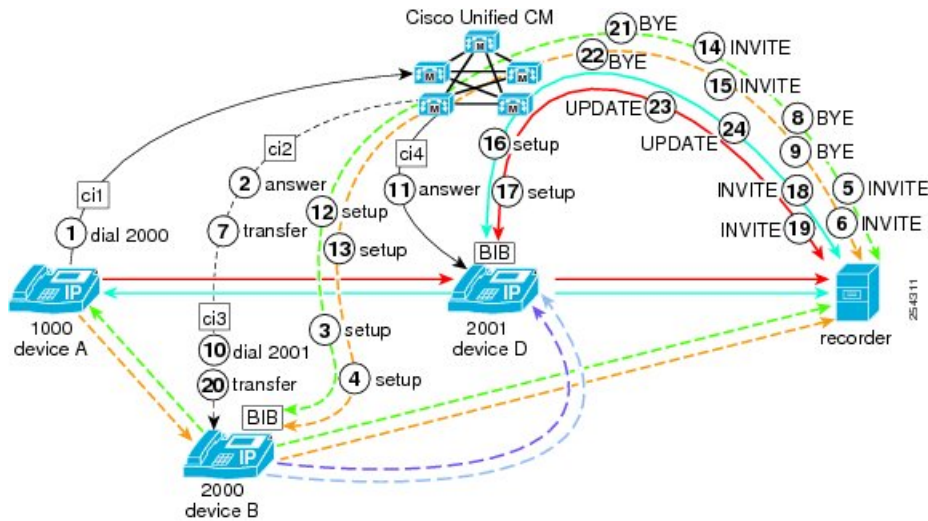 Cisco Unified CM
21 BYE
22 BYE
14 INVITE
15 INVITE
UPDATE 23
UPDATE 24
8 BYE
9 BYE
ci1
ci2
ci4
16 setup
2 answer
11 answer
17 setup
INVITE 18
5 INVITE
1 dial 2000
7 transfer
12 setup
13 setup
INVITE 19
6 INVITE
BIB
M
M
M
M
M
IP
IP
1000
device A
ci3
3 setup
2001
device D
recorder
254311
10 dial 2001
20 transfer
4 setup
BIB
IP
2000
device B